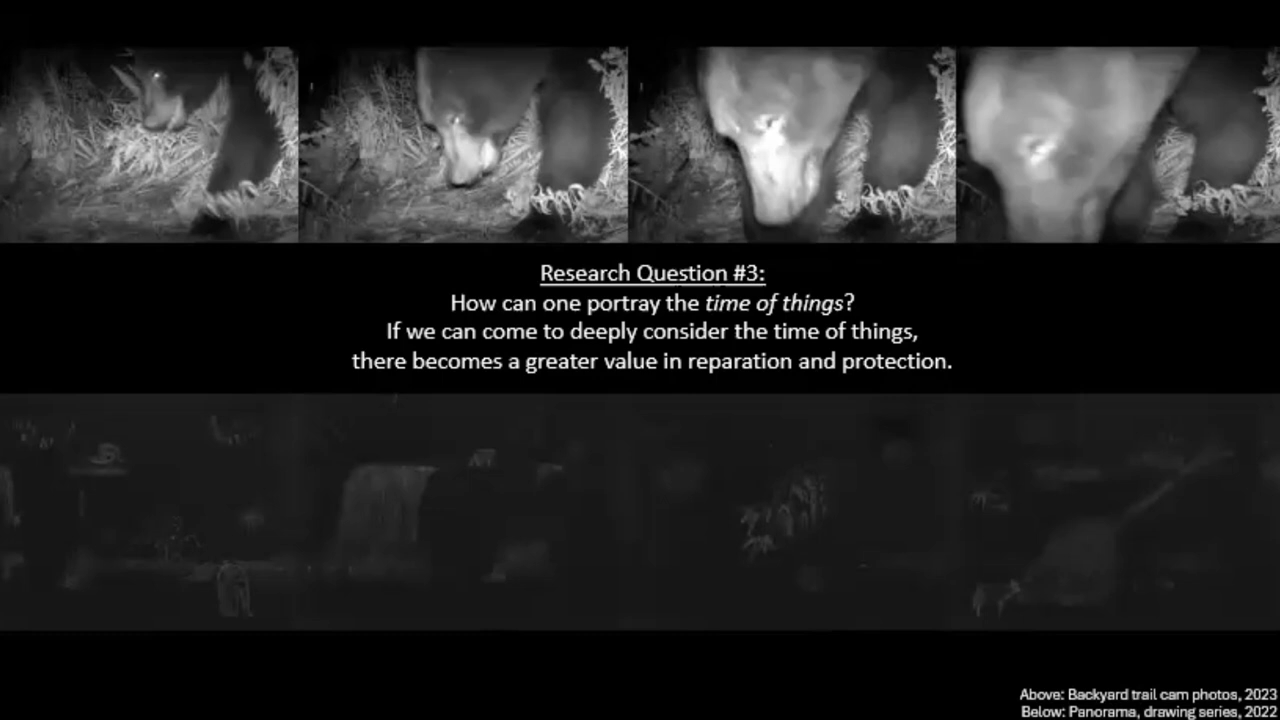 Research Question #3:
How can one portray the time of things?
If we can come to deeply consider the time of things,
there becomes a greater value in reparation and protection.
Above: Backyard trail cam photos, 2023
Below: Panorama, drawing series, 2022